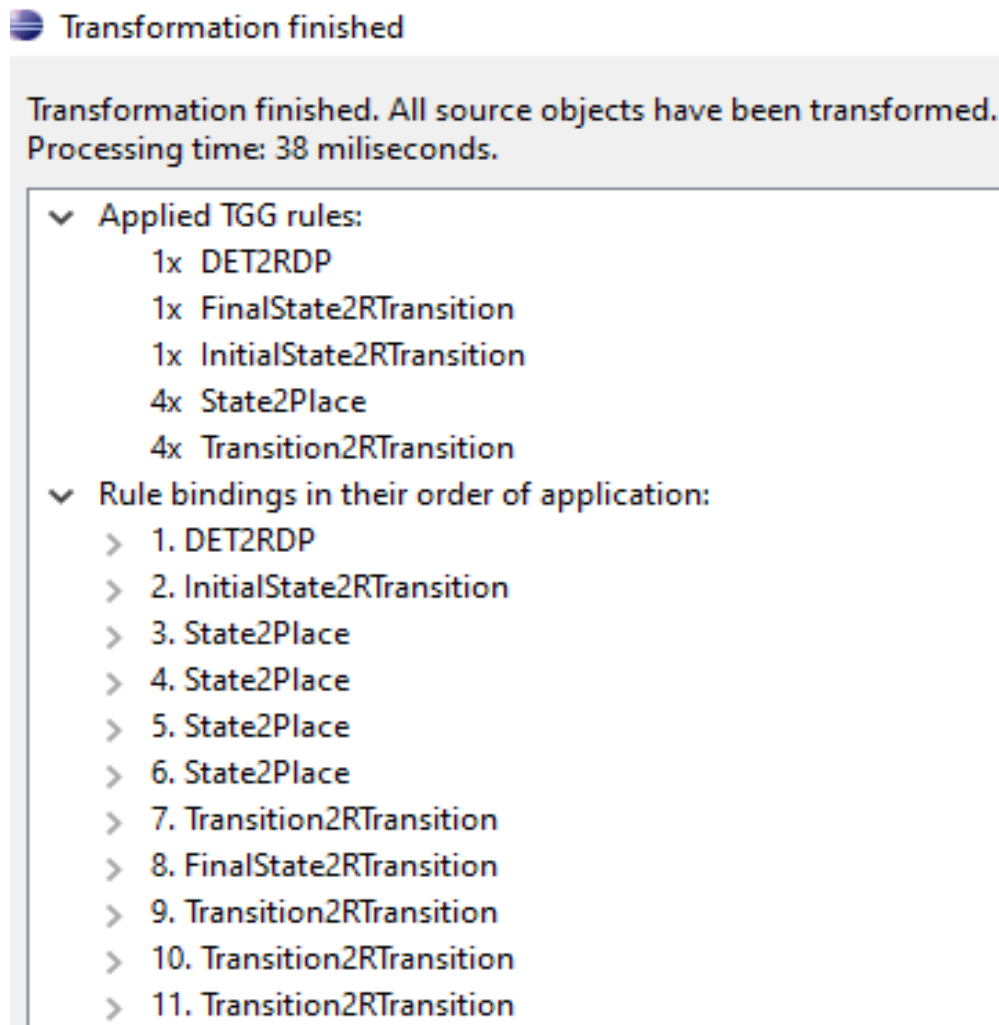 Transformation finished
Transformation finished. All source objects have been transformed.
Processing time: 38 miliseconds.
Applied TGG rules:
1x DET2RDP
1x FinalState2RTransition
1x InitialState2RTransition
4x State2Place
4x Transition2RTransition
Rule bindings in their order of application:
1. DET2RDP
2. InitialState2RTransition
3. State2Place
4. State2Place
5. State2Place
6. State2Place
7. Transition2RTransition
8. FinalState2RTransition
9. Transition2RTransition
10. Transition2RTransition
11. Transition2RTransition